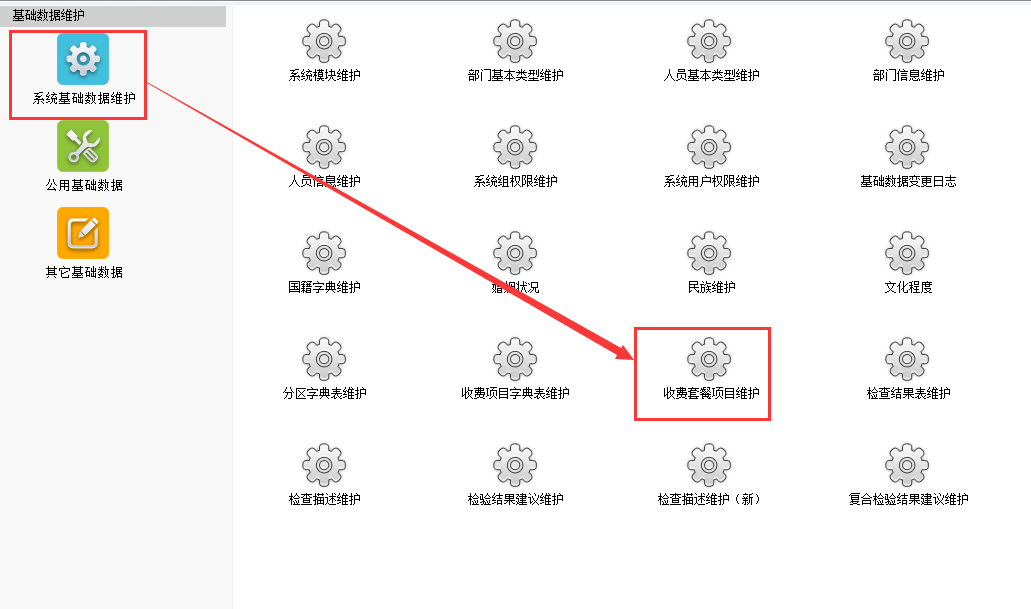 基础数据维护
系统基础数据维护
公用基础数据
其它基础数据
系统模块维护
部门基本类型维护
人员基本类型维护
部门信息维护
人员信息维护
系统组权限维护
系统用户权限维护
基础数据变更日志
国籍字典维护
婚姻状况
民族维护
文化程度
分区字典表维护
收费项目字典表维护
收费套餐项目维护
检查结果表维护
检查描述维护
检验结果建议维护
检查描述维护（新）
复合检验结果建议维护